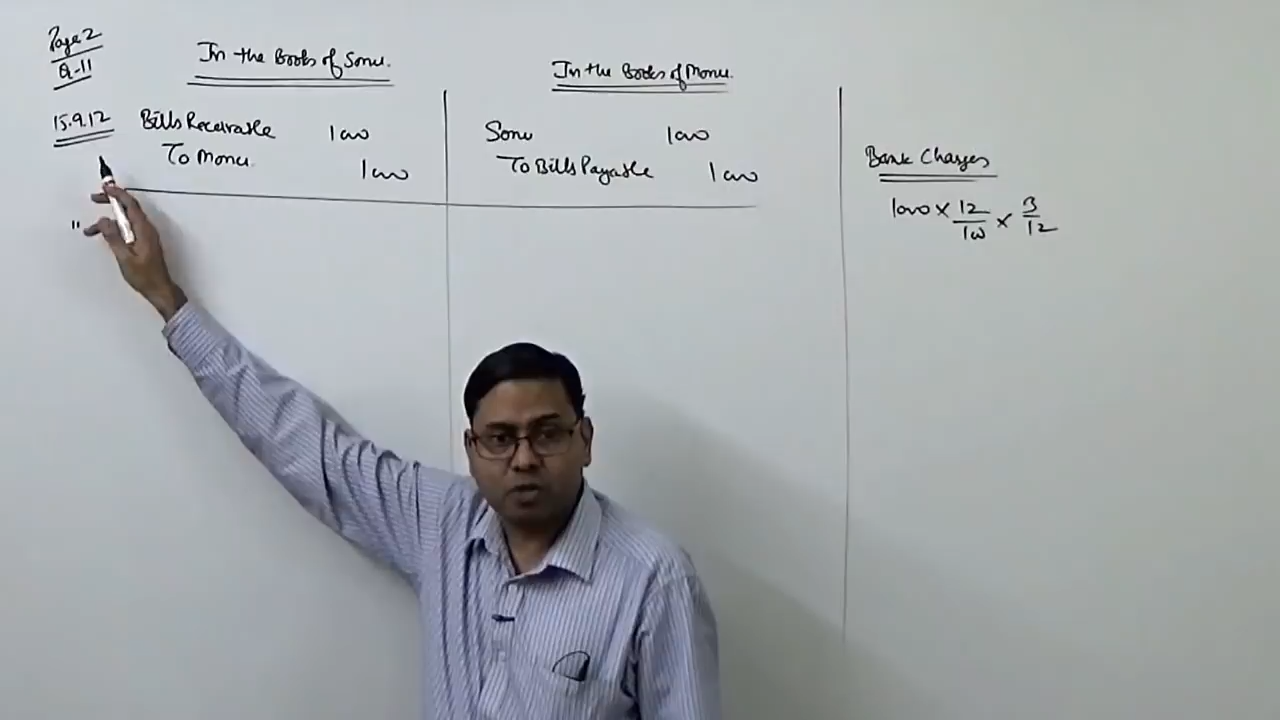 Page 2
Q-11
In the Books of Sonu.
In the Books of Monu.
15.9.12
Bills Receivable 1000
To Monu. 1000
Sonu 1000
To Bills Payable 1000
"
Bank Charges
1000 × 12/100 × 3/12